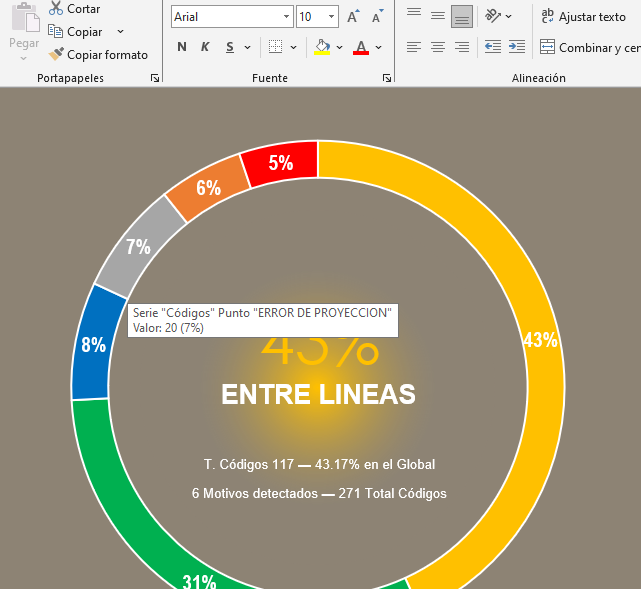 Cortar
Pegar
Copiar
Copiar formato
Portapapeles
Arial
10
A A
N K S
A
Fuente
ab
Ajustar texto
Combinar y cen
Alineación
5%
6%
7%
8%
43%
31%
Serie "Códigos" Punto "ERROR DE PROYECCION"
Valor: 20 (7%)
43%
ENTRE LINEAS
T. Códigos 117 — 43.17% en el Global
6 Motivos detectados — 271 Total Códigos